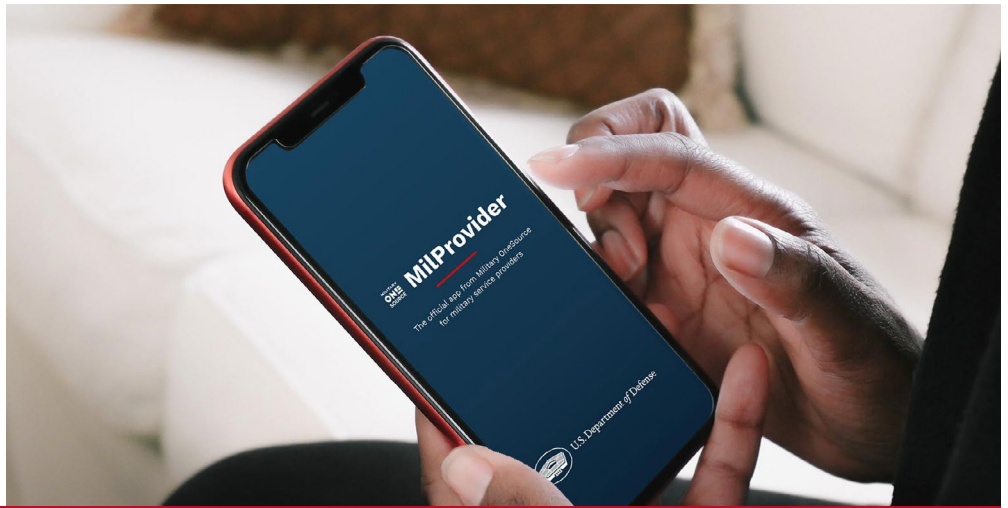 MILITARY
ONE
SOURCE
MilProvider
The official app from Military OneSource
for military service providers
U.S. Department of Defense